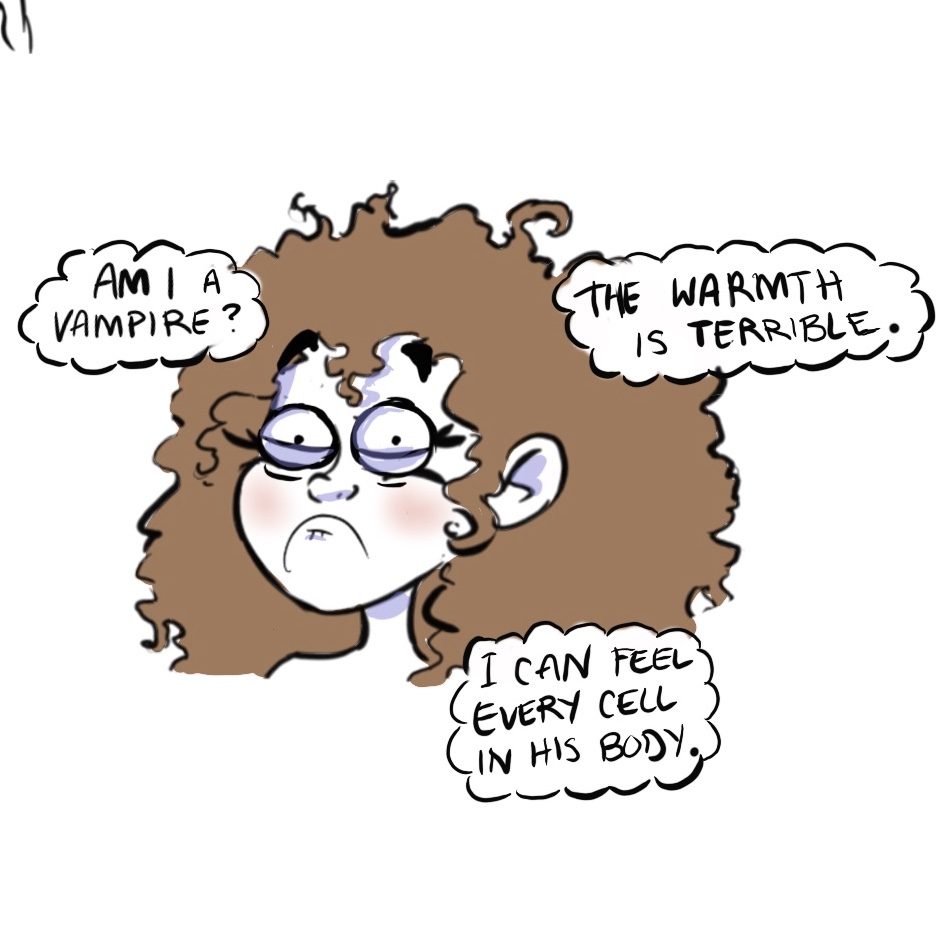 AM I A
VAMPIRE?
THE WARMTH
IS TERRIBLE.
I CAN FEEL
EVERY CELL
IN HIS BODY.